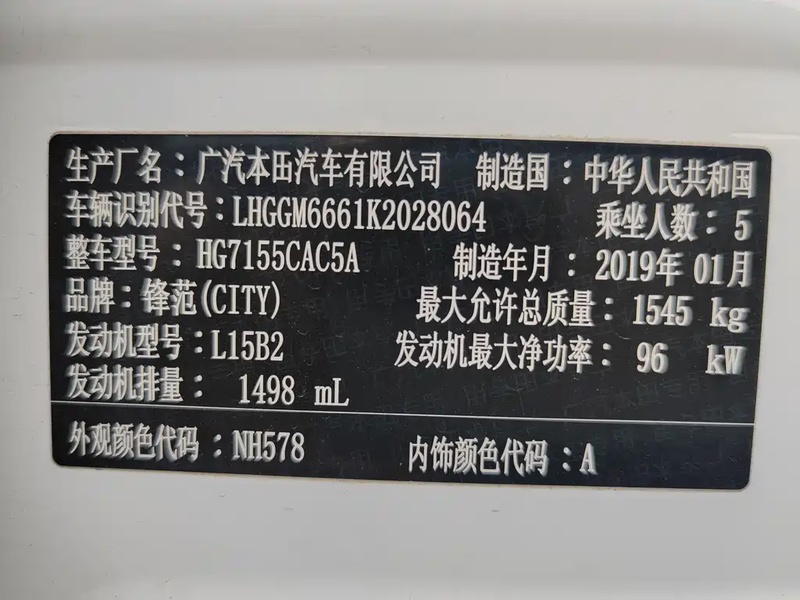 生产厂名：广汽本田汽车有限公司 制造国：中华人民共和国
车辆识别代号：LHGGM6661K2028064 乘坐人数：5
整车型号：HG7155CAC5A 制造年月：2019年01月
品牌：锋范(CITY) 最大允许总质量：1545 kg
发动机型号：L15B2 发动机最大净功率：96 kW
发动机排量：1498 mL
外观颜色代码：NH578 内饰颜色代码：A